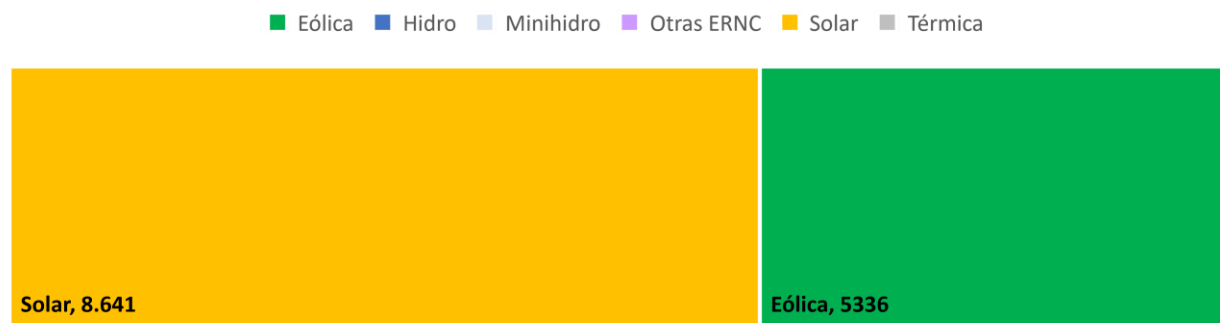 Eólica Hidro Minihidro Otras ERNC Solar Térmica
Solar, 8.641 Eólica, 5336